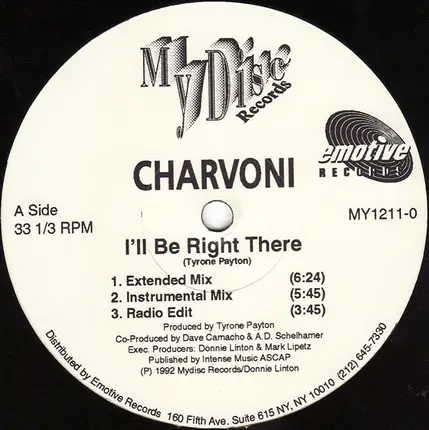 MyDisc
Records
emotive
RECORDS
CHARVONI
A Side
33 1/3 RPM
MY1211-0
I'll Be Right There
(Tyrone Payton)
1. Extended Mix (6:24)
2. Instrumental Mix (5:45)
3. Radio Edit (3:45)
Produced by Tyrone Payton
Co-Produced by Dave Camacho & A.D. Schelhamer
Exec. Producers: Donnie Linton & Mark Lipetz
Published by Intense Music ASCAP
(P) 1992 Mydisc Records/Donnie Linton
Distributed by Emotive Records 160 Fifth Ave. Suite 615 NY, NY 10010 (212) 645-7330